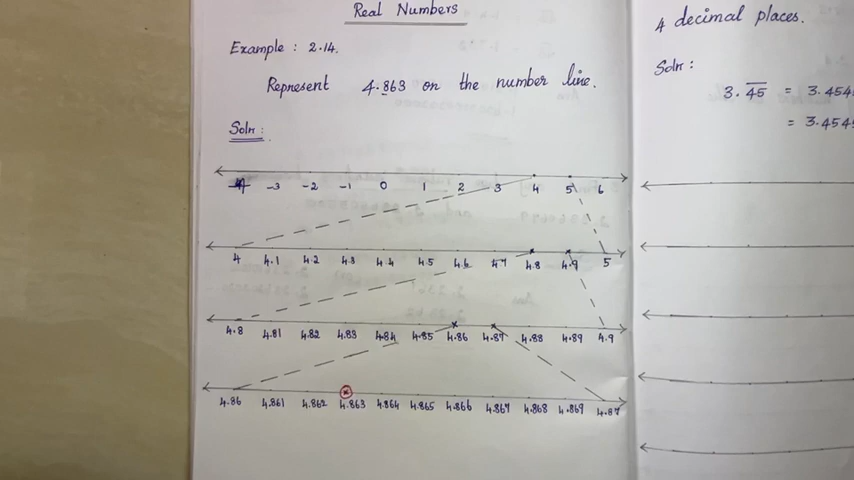 Real Numbers
Example : 2.14.
Represent 4.863 on the number line.
Soln :
-4 -3 -2 -1 0 1 2 3 4 5 6
4 4.1 4.2 4.3 4.4 4.5 4.6 4.7 4.8 4.9 5
4.8 4.81 4.82 4.83 4.84 4.85 4.86 4.87 4.88 4.89 4.9
4.86 4.861 4.862 4.863 4.864 4.865 4.866 4.867 4.868 4.869 4.87
4 decimal places.
Soln :
3.4̅5̅ = 3.454
= 3.454